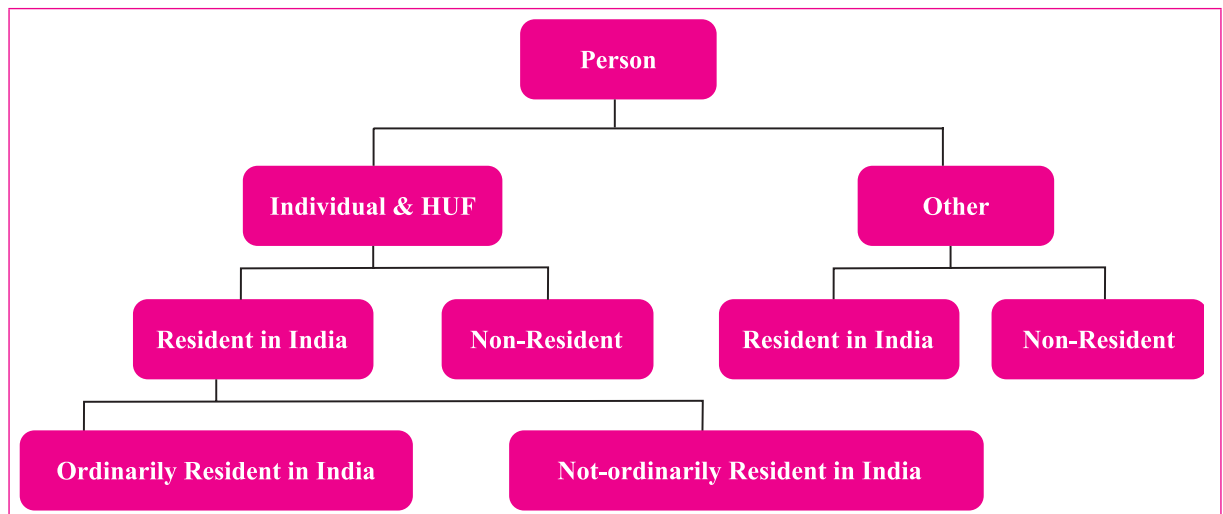 Person
Individual & HUF
Other
Resident in India
Non-Resident
Resident in India
Non-Resident
Ordinarily Resident in India
Not-ordinarily Resident in India